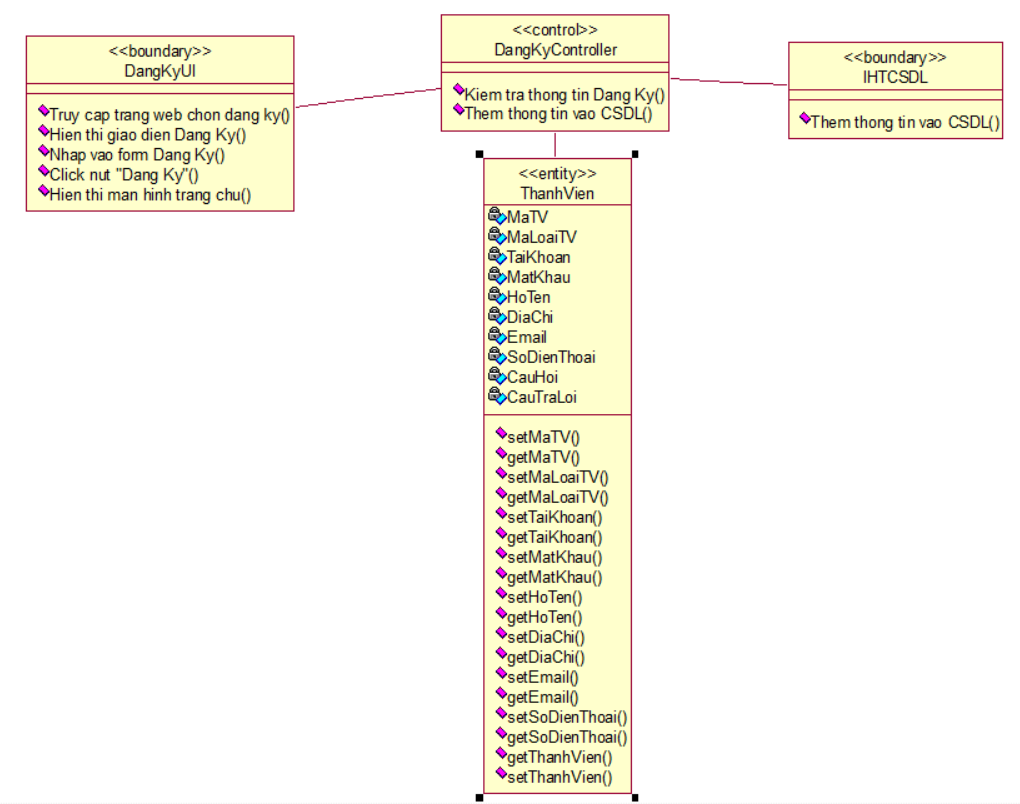 <<boundary>>
DangKyUI
Truy cap trang web chon dang ky()
Hien thi giao dien Dang Ky()
Nhap vao form Dang Ky()
Click nut "Dang Ky"()
Hien thi man hinh trang chu()
<<control>>
DangKyController
Kiem tra thong tin Dang Ky()
Them thong tin vao CSDL()
<<boundary>>
IHTCSDL
Them thong tin vao CSDL()
<<entity>>
ThanhVien
MaTV
MaLoaiTV
TaiKhoan
MatKhau
HoTen
DiaChi
Email
SoDienThoai
CauHoi
CauTraLoi
setMaTV()
getMaTV()
setMaLoaiTV()
getMaLoaiTV()
setTaiKhoan()
getTaiKhoan()
setMatKhau()
getMatKhau()
setHoTen()
getHoTen()
setDiaChi()
getDiaChi()
setEmail()
getEmail()
setSoDienThoai()
getSoDienThoai()
getThanhVien()
setThanhVien()